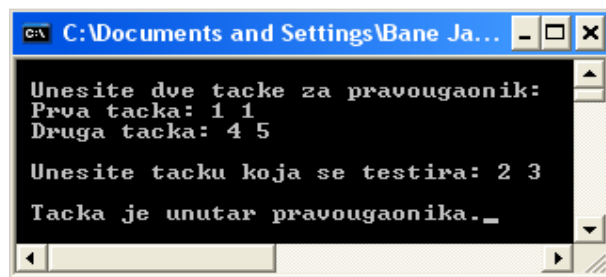 C:\Documents and Settings\Bane Ja...
Unesite dve tacke za pravougaonik:
Prva tacka: 1 1
Druga tacka: 4 5
Unesite tacku koja se testira: 2 3
Tacka je unutar pravougaonika._